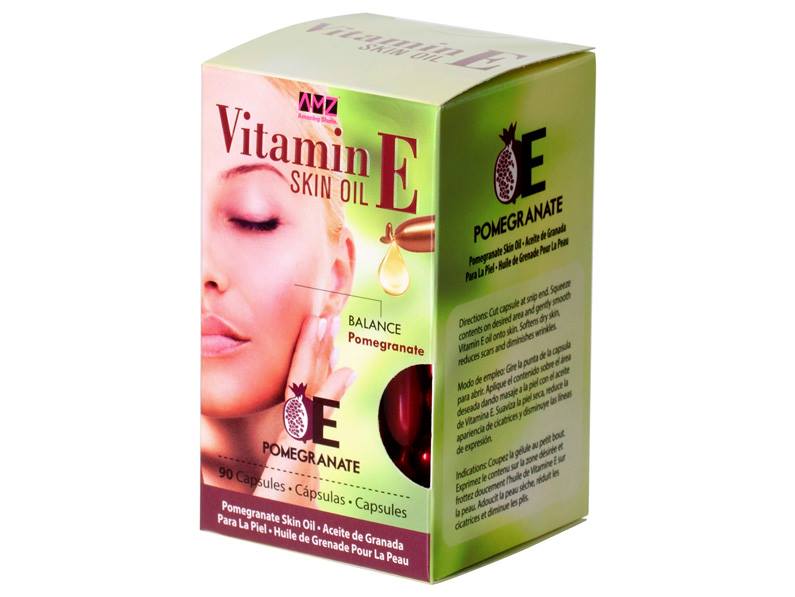 Vitamin E
SKIN OIL
AMZ
Amazing Shine
Vitamin E
SKIN OIL
BALANCE
Pomegranate
E
POMEGRANATE
90 Capsules • Cápsulas • Capsules
Pomegranate Skin Oil • Aceite de Granada
Para La Piel • Huile de Grenade Pour La Peau
E
POMEGRANATE
Pomegranate Skin Oil • Aceite de Granada
Para La Piel • Huile de Grenade Pour La Peau
Directions: Cut capsule at snip end. Squeeze
contents on desired area and gently smooth
Vitamin E oil onto skin. Softens dry skin,
reduces scars and diminishes wrinkles.
Modo de empleo: Gire la punta de la capsula
para abrir. Aplique el contenido sobre el área
deseada dando masaje a la piel con el aceite
de Vitamina E. Suaviza la piel seca, reduce la
apariencia de cicatrices y disminuye las líneas
de expresión.
Indications: Coupez la gélule au petit bout.
Exprimez le contenu sur la zone désirée et
frottez doucement l'huile de Vitamine E sur
la peau. Adoucit la peau sèche, réduit les
cicatrices et diminue les plis.